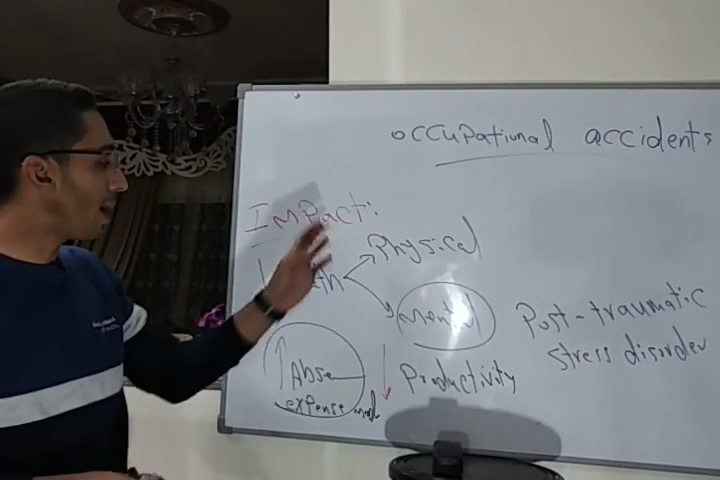 Occupational accidents
Impact:
Physical
Mental
Post-traumatic
stress disorder
Productivity
Abse
expense